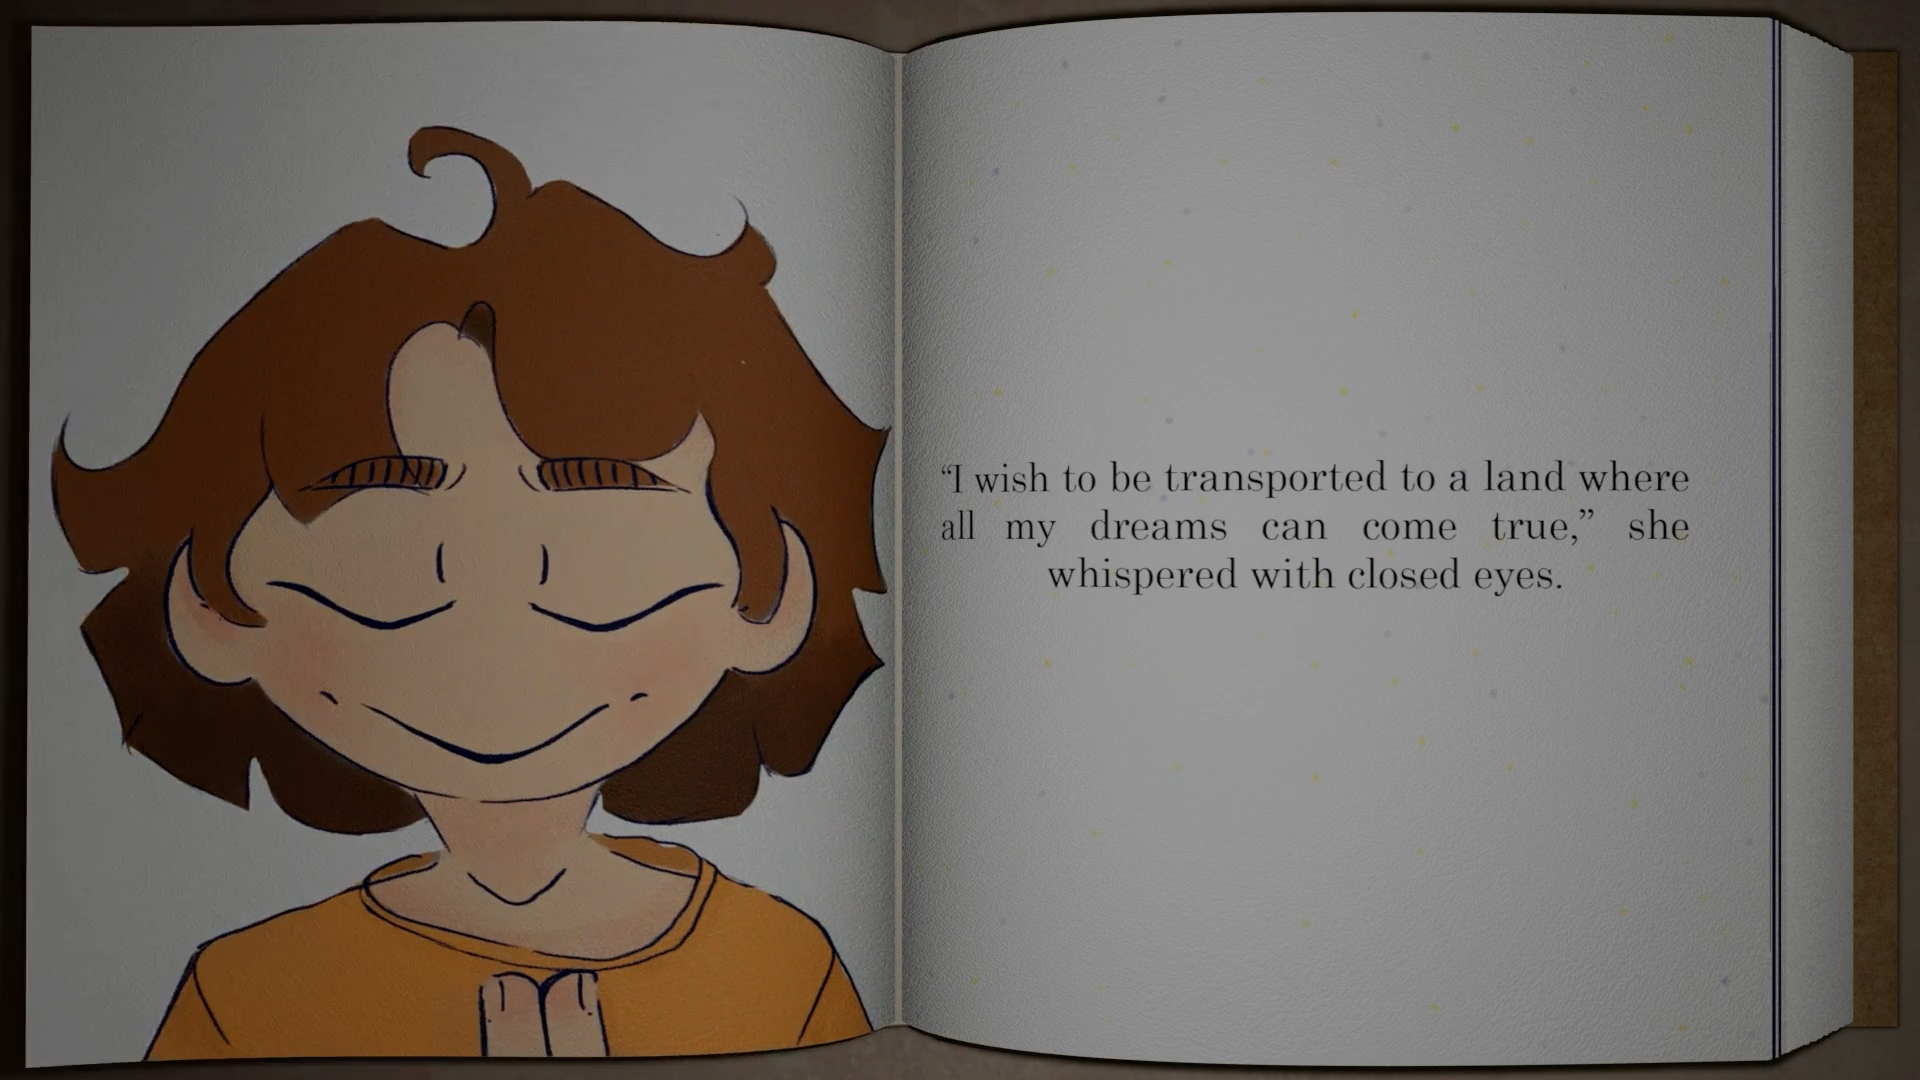 “I wish to be transported to a land where
all my dreams can come true,” she
whispered with closed eyes.